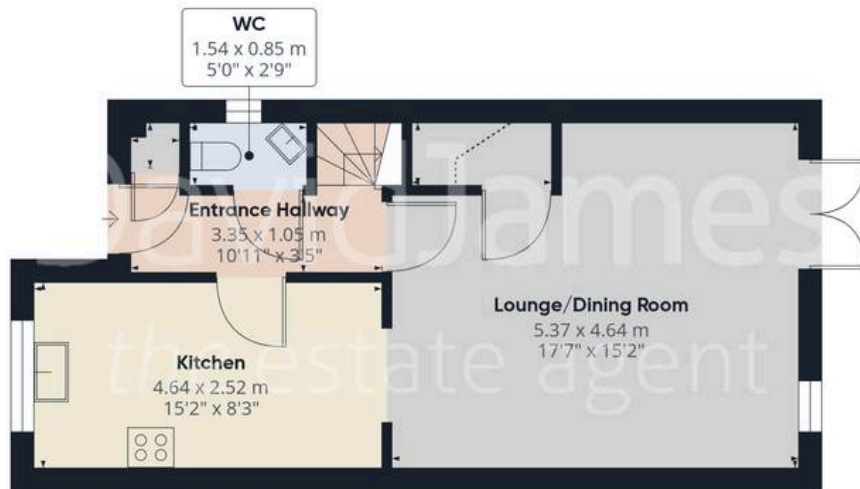 WC
1.54 x 0.85 m
5'0" x 2'9"
DavidJames
Entrance Hallway
3.35 x 1.05 m
10'11" x 3'5"
Lounge/Dining Room
5.37 x 4.64 m
17'7" x 15'2"
Kitchen
4.64 x 2.52 m
15'2" x 8'3"
the estate agent